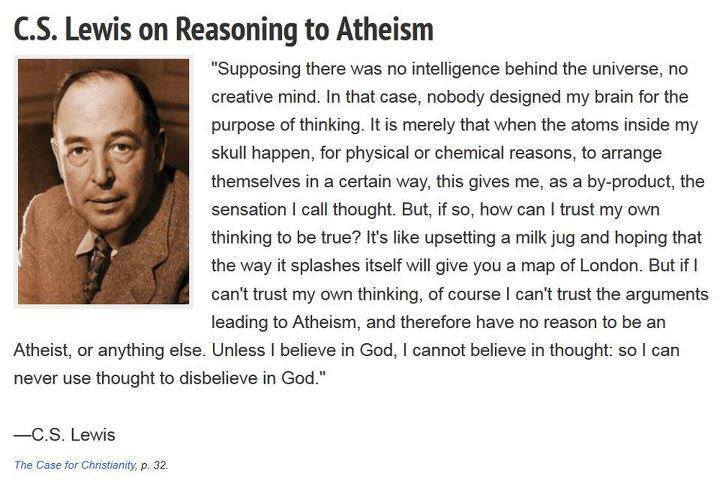 C.S. Lewis on Reasoning to Atheism
"Supposing there was no intelligence behind the universe, no
creative mind. In that case, nobody designed my brain for the
purpose of thinking. It is merely that when the atoms inside my
skull happen, for physical or chemical reasons, to arrange
themselves in a certain way, this gives me, as a by-product, the
sensation I call thought. But, if so, how can I trust my own
thinking to be true? It's like upsetting a milk jug and hoping that
the way it splashes itself will give you a map of London. But if I
can't trust my own thinking, of course I can't trust the arguments
leading to Atheism, and therefore have no reason to be an
Atheist, or anything else. Unless I believe in God, I cannot believe in thought: so I can
never use thought to disbelieve in God."
—C.S. Lewis
The Case for Christianity, p. 32.